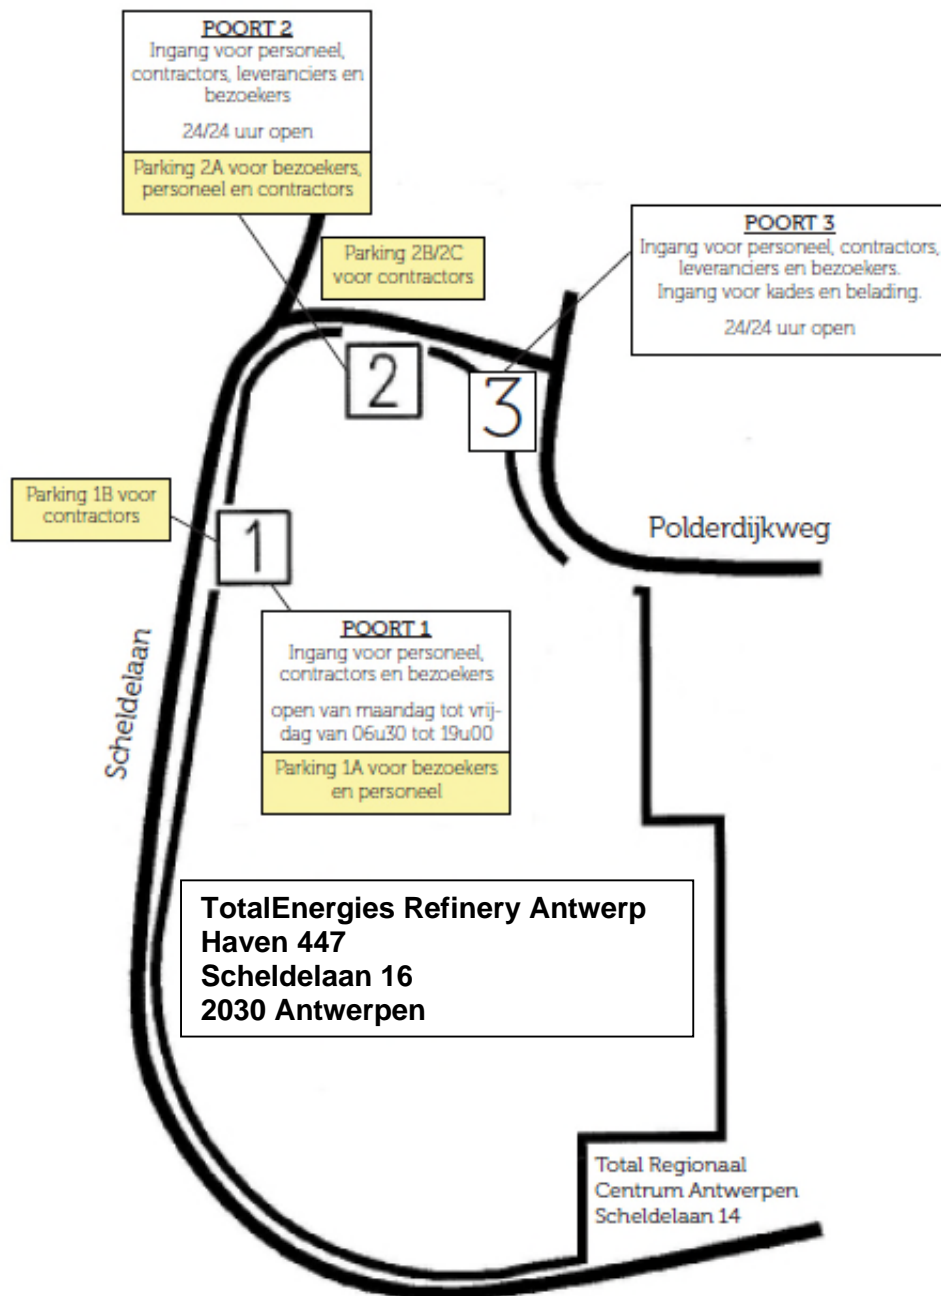 POORT 2
Ingang voor personeel,
contractors, leveranciers en
bezoekers
24/24 uur open
Parking 2A voor bezoekers,
personeel en contractors
Parking 2B/2C
voor contractors
POORT 3
Ingang voor personeel, contractors,
leveranciers en bezoekers.
Ingang voor kades en belading.
24/24 uur open
2
3
Parking 1B voor
contractors
1
Polderdijkweg
POORT 1
Ingang voor personeel,
contractors en bezoekers
open van maandag tot vrij-
dag van 06u30 tot 19u00
Parking 1A voor bezoekers
en personeel
Scheldelaan
TotalEnergies Refinery Antwerp
Haven 447
Scheldelaan 16
2030 Antwerpen
Total Regionaal
Centrum Antwerpen
Scheldelaan 14